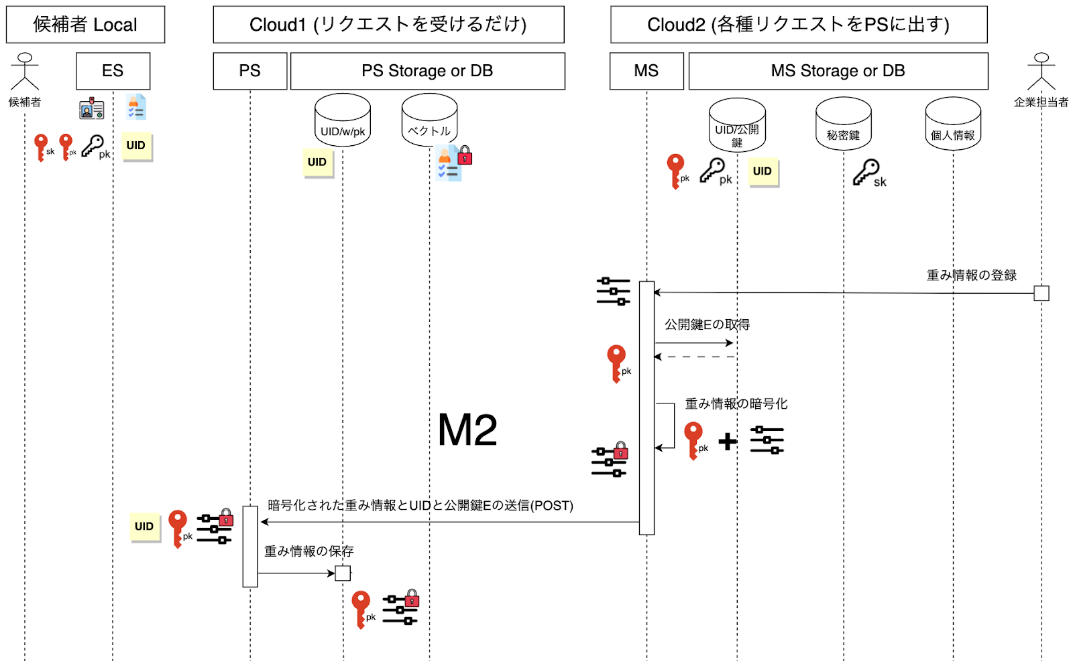 候補者 Local
Cloud1 (リクエストを受けるだけ)
Cloud2 (各種リクエストをPSに出す)
候補者
ES
PS
PS Storage or DB
MS
MS Storage or DB
企業担当者
UID/w/pk
ベクトル
UID/公開
鍵
秘密鍵
個人情報
sk
pk
pk
UID
UID
pk
pk
UID
sk
重み情報の登録
公開鍵Eの取得
pk
重み情報の暗号化
pk
M2
暗号化された重み情報とUIDと公開鍵Eの送信(POST)
UID
pk
重み情報の保存
pk